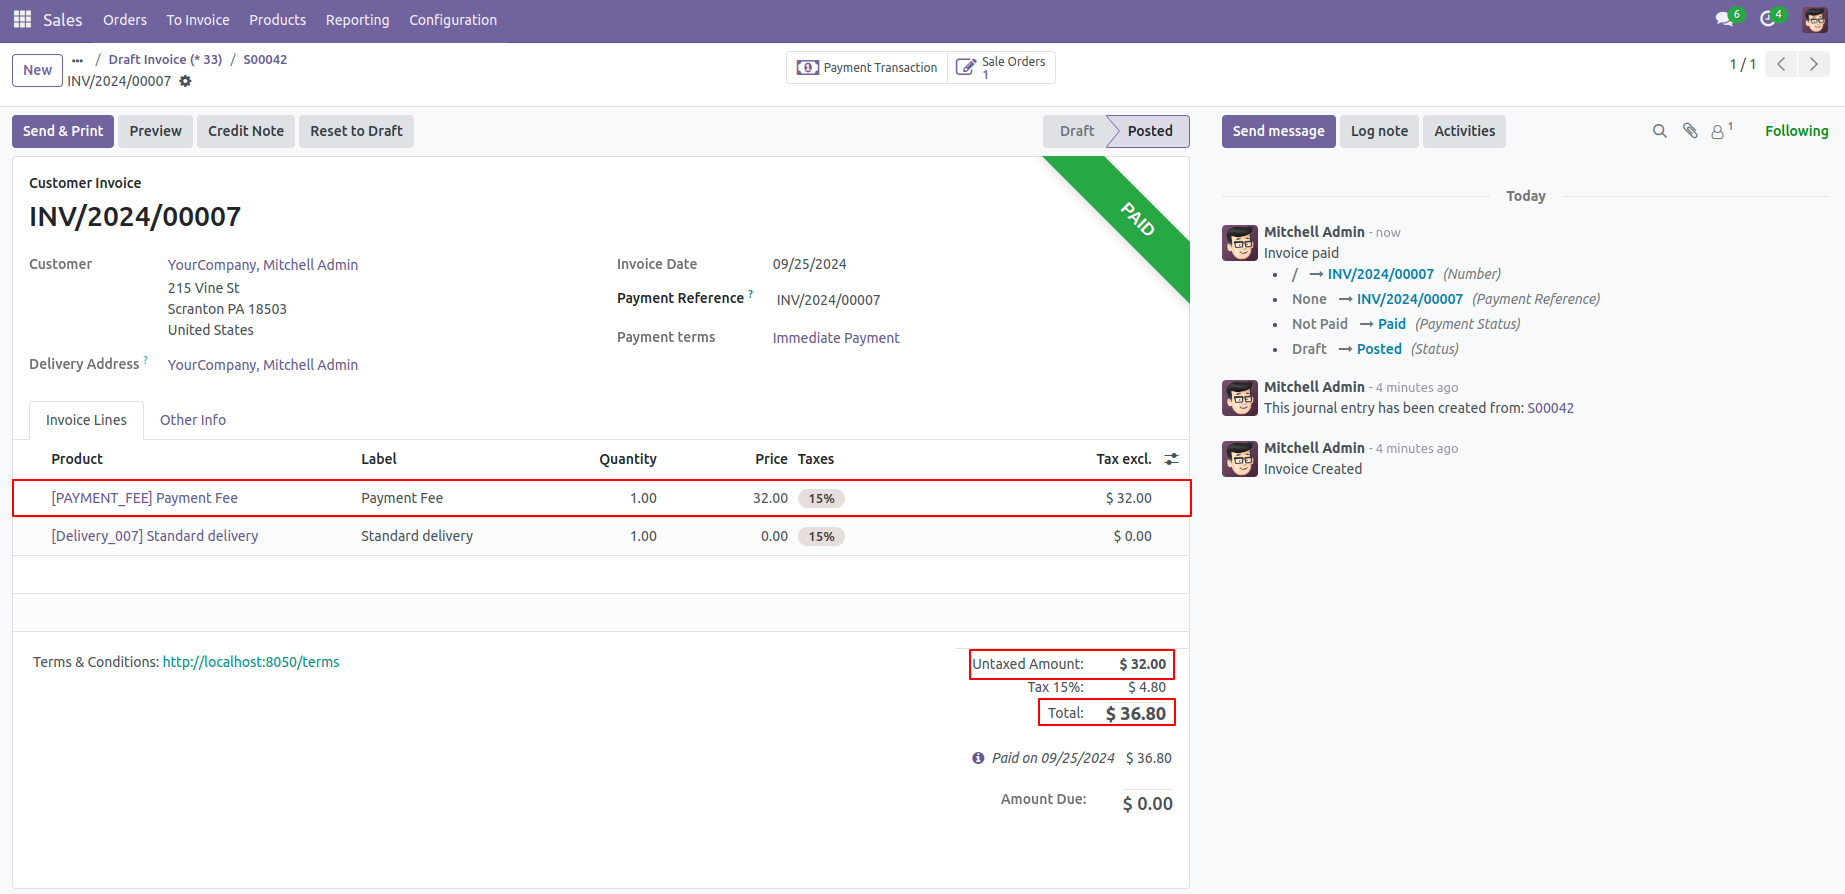 Sales Orders To Invoice Products Reporting Configuration 6 4
New ... / Draft Invoice (* 33) / S00042
INV/2024/00007
Payment Transaction
Sale Orders
1
1 / 1
Send & Print Preview Credit Note Reset to Draft
Draft Posted
Send message Log note Activities 1 Following
Customer Invoice
INV/2024/00007
PAID
Customer YourCompany, Mitchell Admin
215 Vine St
Scranton PA 18503
United States
Delivery Address ? YourCompany, Mitchell Admin
Invoice Date 09/25/2024
Payment Reference ? INV/2024/00007
Payment terms Immediate Payment
Invoice Lines Other Info
Product Label Quantity Price Taxes Tax excl.
[PAYMENT_FEE] Payment Fee Payment Fee 1.00 32.00 15% $ 32.00
[Delivery_007] Standard delivery Standard delivery 1.00 0.00 15% $ 0.00
Terms & Conditions: http://localhost:8050/terms
Untaxed Amount: $ 32.00
Tax 15%: $ 4.80
Total: $ 36.80
Paid on 09/25/2024 $ 36.80
Amount Due: $ 0.00
Today
Mitchell Admin - now
Invoice paid
• / → INV/2024/00007 (Number)
• None → INV/2024/00007 (Payment Reference)
• Not Paid → Paid (Payment Status)
• Draft → Posted (Status)
Mitchell Admin - 4 minutes ago
This journal entry has been created from: S00042
Mitchell Admin - 4 minutes ago
Invoice Created